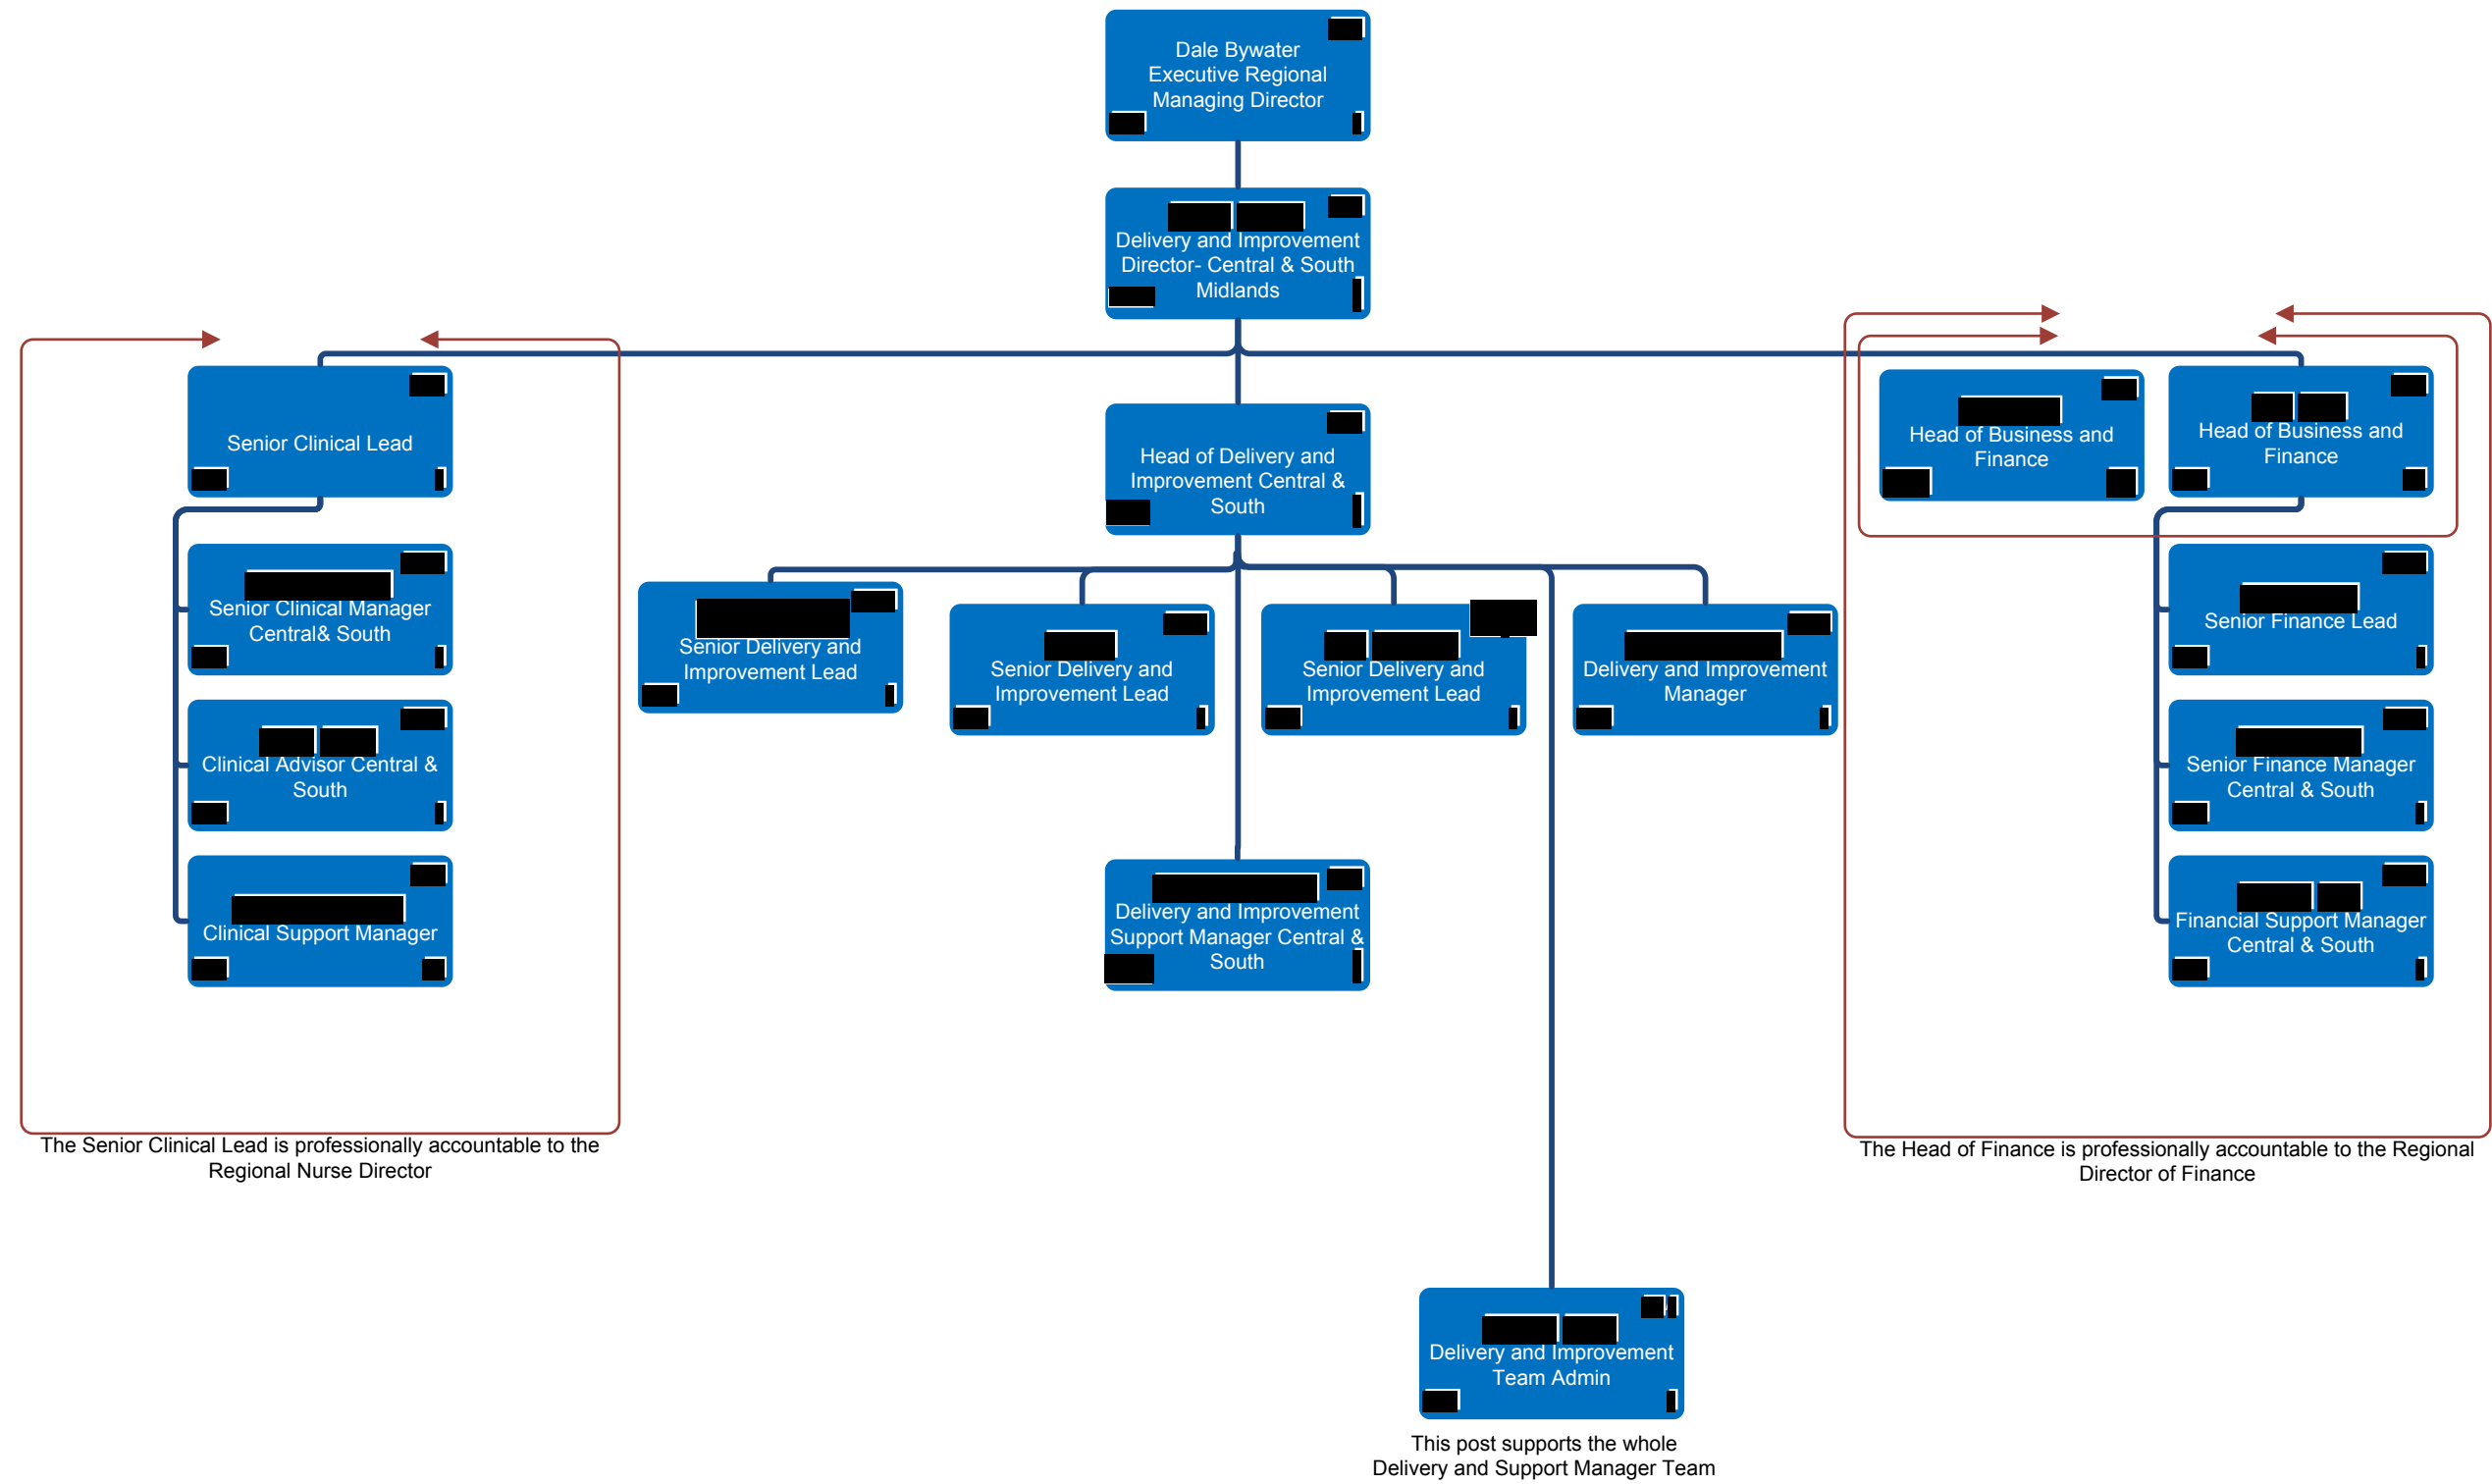 Dale Bywater
Executive Regional
Managing Director
Delivery and Improvement
Director- Central & South
Midlands
Senior Clinical Lead
Head of Delivery and
Improvement Central &
South
Head of Business and
Finance
Head of Business and
Finance
Senior Clinical Manager
Central& South
Clinical Advisor Central &
South
Clinical Support Manager
Senior Delivery and
Improvement Lead
Senior Delivery and
Improvement Lead
Senior Delivery and
Improvement Lead
Delivery and Improvement
Manager
Delivery and Improvement
Support Manager Central &
South
Senior Finance Lead
Senior Finance Manager
Central & South
Financial Support Manager
Central & South
The Senior Clinical Lead is professionally accountable to the
Regional Nurse Director
The Head of Finance is professionally accountable to the Regional
Director of Finance
Delivery and Improvement
Team Admin
This post supports the whole
Delivery and Support Manager Team